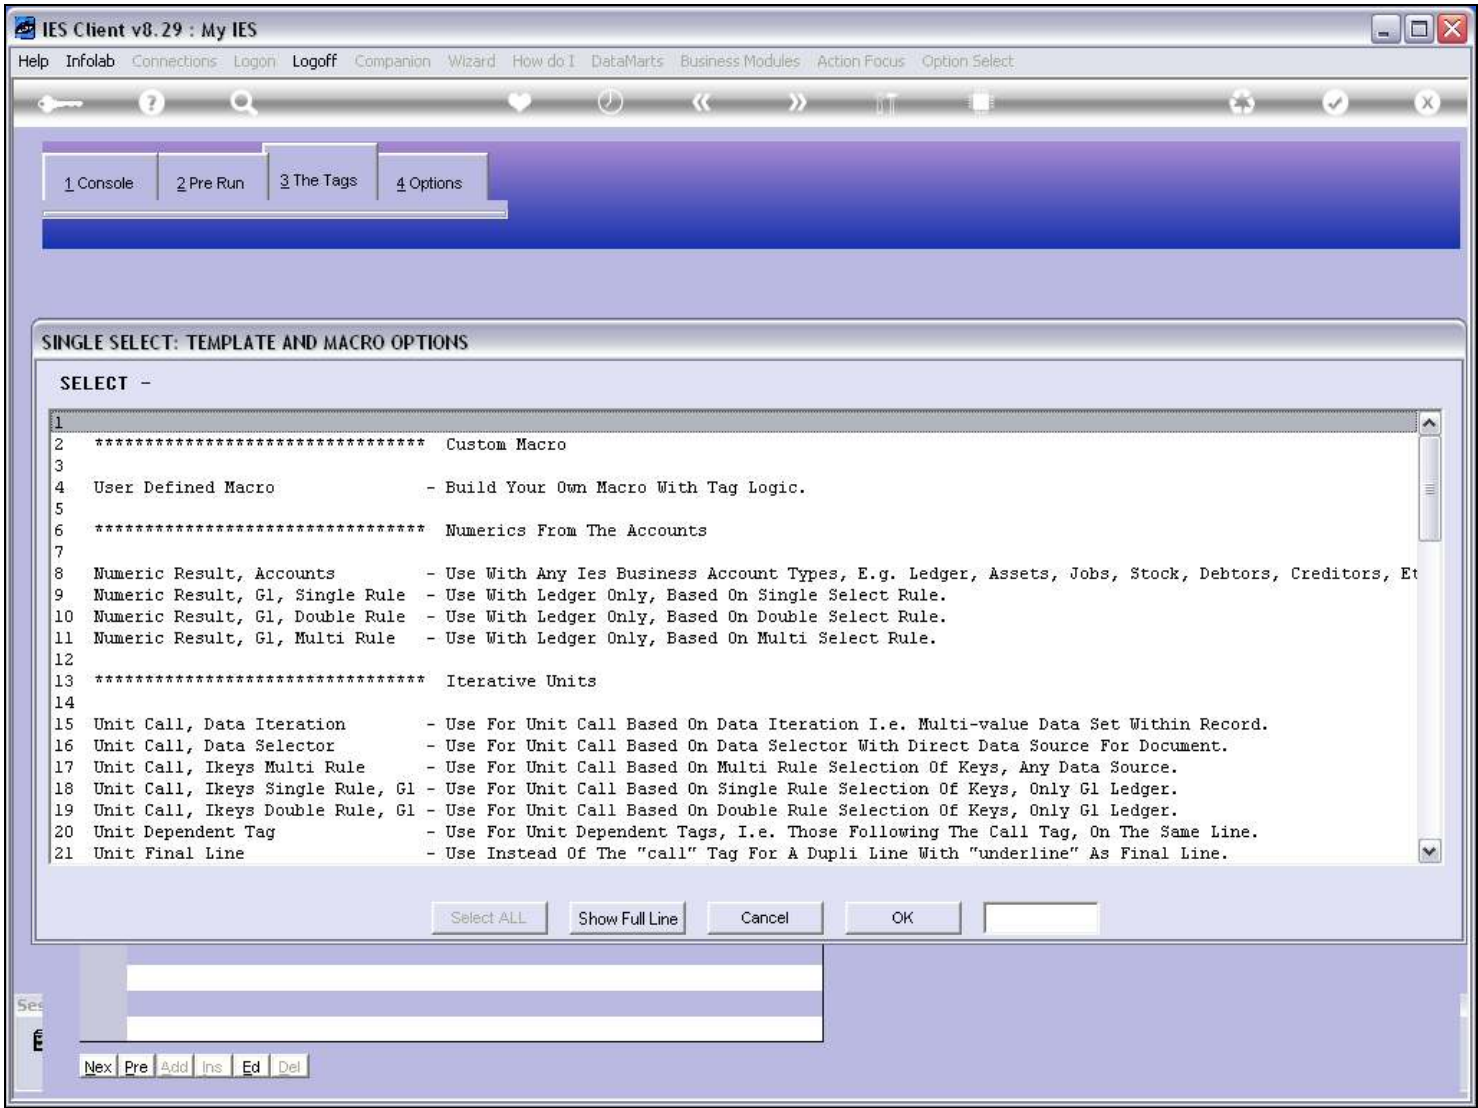 IES Client v8.29 : My IES
Help Infolab Connections Logon Logoff Companion Wizard How do I DataMarts Business Modules Action Focus Option Select
1 Console 2 Pre Run 3 The Tags 4 Options
SINGLE SELECT: TEMPLATE AND MACRO OPTIONS
SELECT -
1
2 ********************************* Custom Macro
3
4 User Defined Macro - Build Your Own Macro With Tag Logic.
5
6 ********************************* Numerics From The Accounts
7
8 Numeric Result, Accounts - Use With Any Ies Business Account Types, E.g. Ledger, Assets, Jobs, Stock, Debtors, Creditors, Et
9 Numeric Result, Gl, Single Rule - Use With Ledger Only, Based On Single Select Rule.
10 Numeric Result, Gl, Double Rule - Use With Ledger Only, Based On Double Select Rule.
11 Numeric Result, Gl, Multi Rule - Use With Ledger Only, Based On Multi Select Rule.
12
13 ********************************* Iterative Units
14
15 Unit Call, Data Iteration - Use For Unit Call Based On Data Iteration I.e. Multi-value Data Set Within Record.
16 Unit Call, Data Selector - Use For Unit Call Based On Data Selector With Direct Data Source For Document.
17 Unit Call, Ikeys Multi Rule - Use For Unit Call Based On Multi Rule Selection Of Keys, Any Data Source.
18 Unit Call, Ikeys Single Rule, Gl - Use For Unit Call Based On Single Rule Selection Of Keys, Only Gl Ledger.
19 Unit Call, Ikeys Double Rule, Gl - Use For Unit Call Based On Double Rule Selection Of Keys, Only Gl Ledger.
20 Unit Dependent Tag - Use For Unit Dependent Tags, I.e. Those Following The Call Tag, On The Same Line.
21 Unit Final Line - Use Instead Of The "call" Tag For A Dupli Line With "underline" As Final Line.
Select ALL Show Full Line Cancel OK
Ses
Nex Pre Add Ins Ed Del